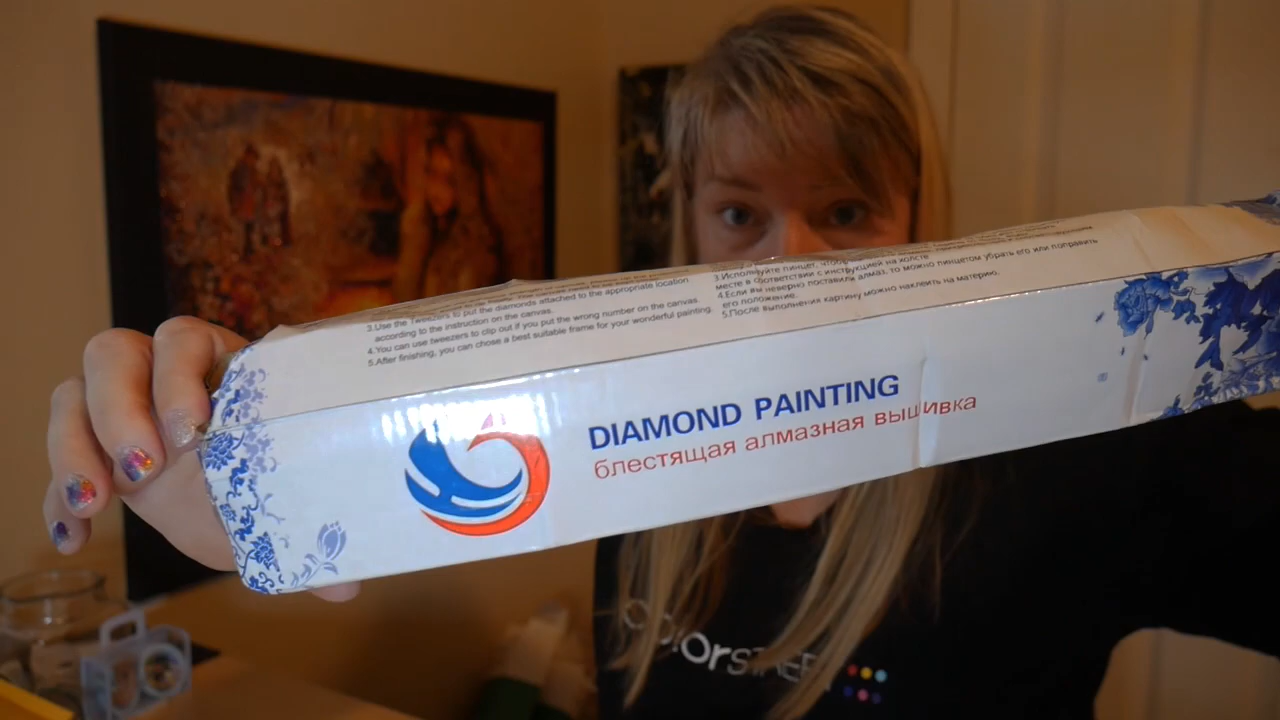 3.Use the Tweezers to put the diamonds attached to the appropriate location
according to the instruction on the canvas.
4.You can use tweezers to clip out if you put the wrong number on the canvas.
5.After finishing, you can chose a best suitable frame for your wonderful painting.
3.Используйте пинцет,
месте в соответствии с инструкцией на холсте
4.Если вы неверно поставили алмаз, то можно пинцетом убрать его или поправить
его положение.
5.После выполнения картину можно наклеить на материю.
DIAMOND PAINTING
блестящая алмазная вышивка
Color STREET